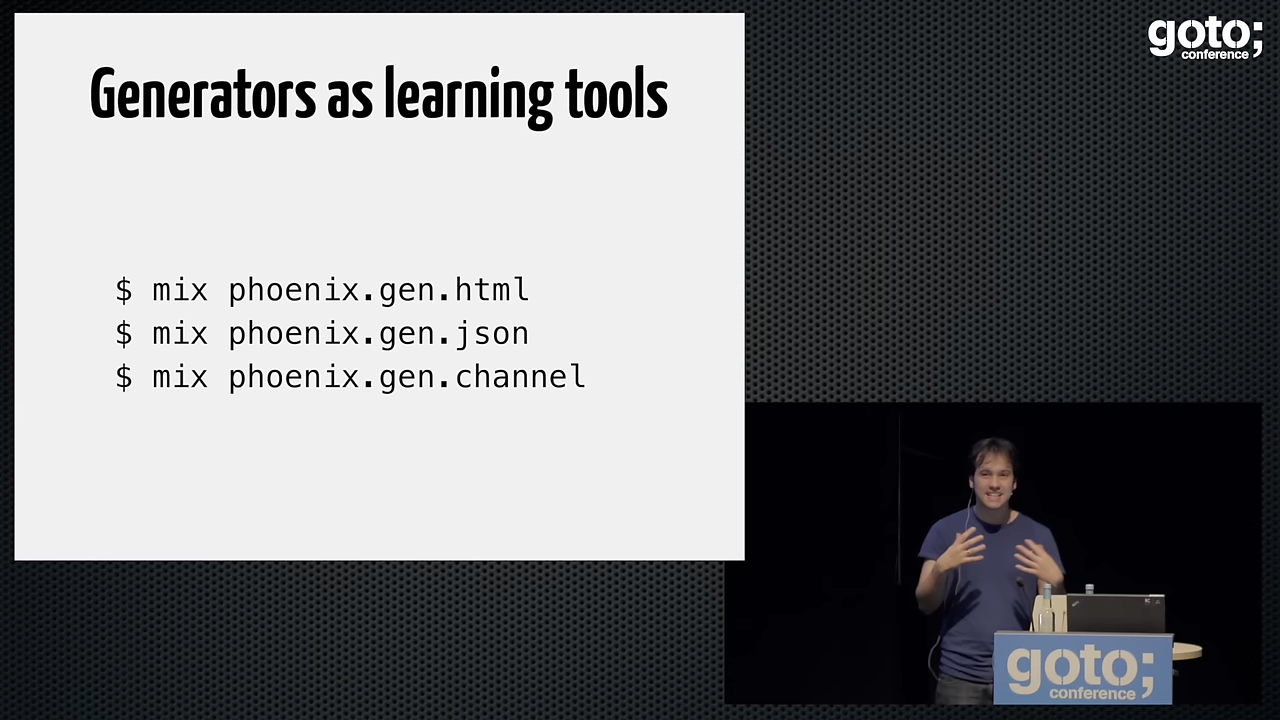 Generators as learning tools
$ mix phoenix.gen.html
$ mix phoenix.gen.json
$ mix phoenix.gen.channel
goto;
conference
goto;
conference